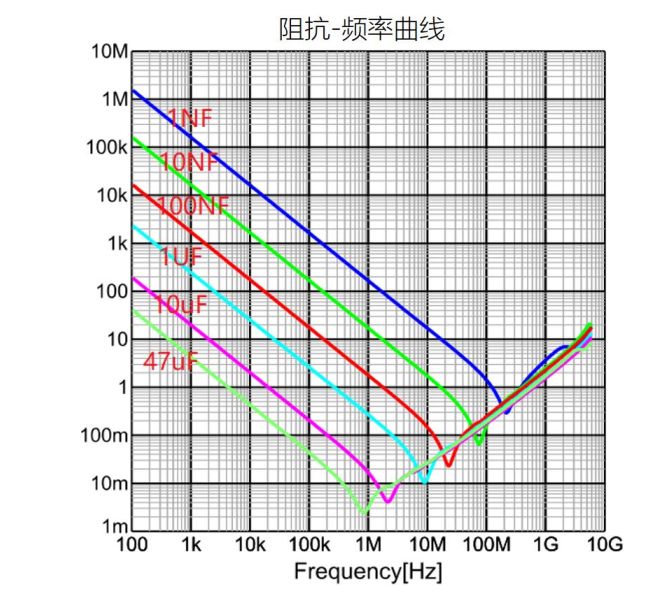 阻抗-频率曲线
10M
1M
1NF
100k
10NF
10k
100NF
1k
1UF
100
10uF
10
47uF
1
100m
10m
1m
100 1k 10k 100k 1M 10M 100M 1G 10G
Frequency[Hz]